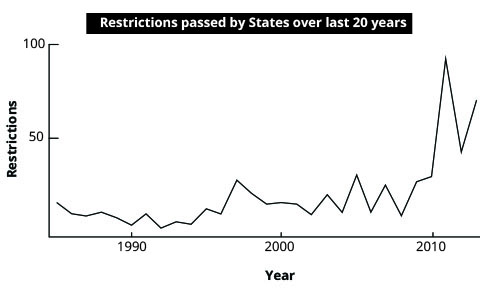 Restrictions passed by States over last 20 years
100
50
Restrictions
1990 2000 2010
Year